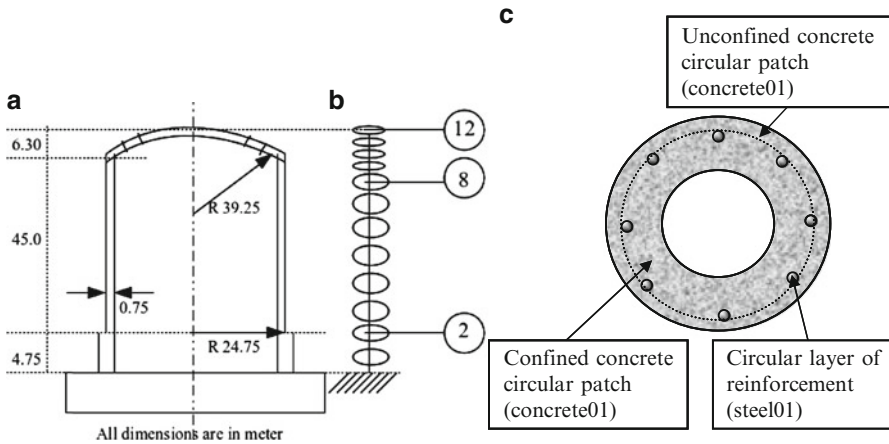 a
6.30
45.0
4.75
R 39.25
0.75
R 24.75
All dimensions are in meter
b
12
8
2
c
Unconfined concrete
circular patch
(concrete01)
Confined concrete
circular patch
(concrete01)
Circular layer of
reinforcement
(steel01)